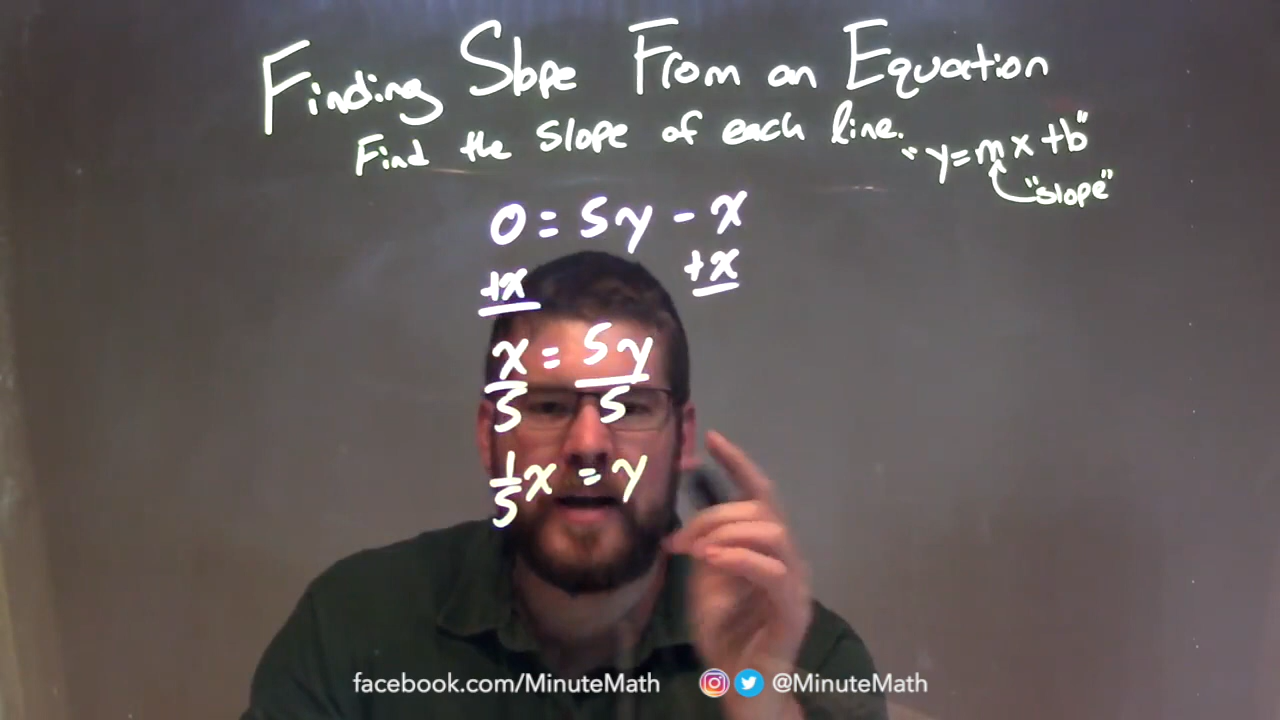 Finding Slope From an Equation
Find the slope of each line. "y=mx+b"
"slope"
0 = 5y - x
+x +x
x/5 = 5y/5
1/5 x = y
facebook.com/MinuteMath @MinuteMath